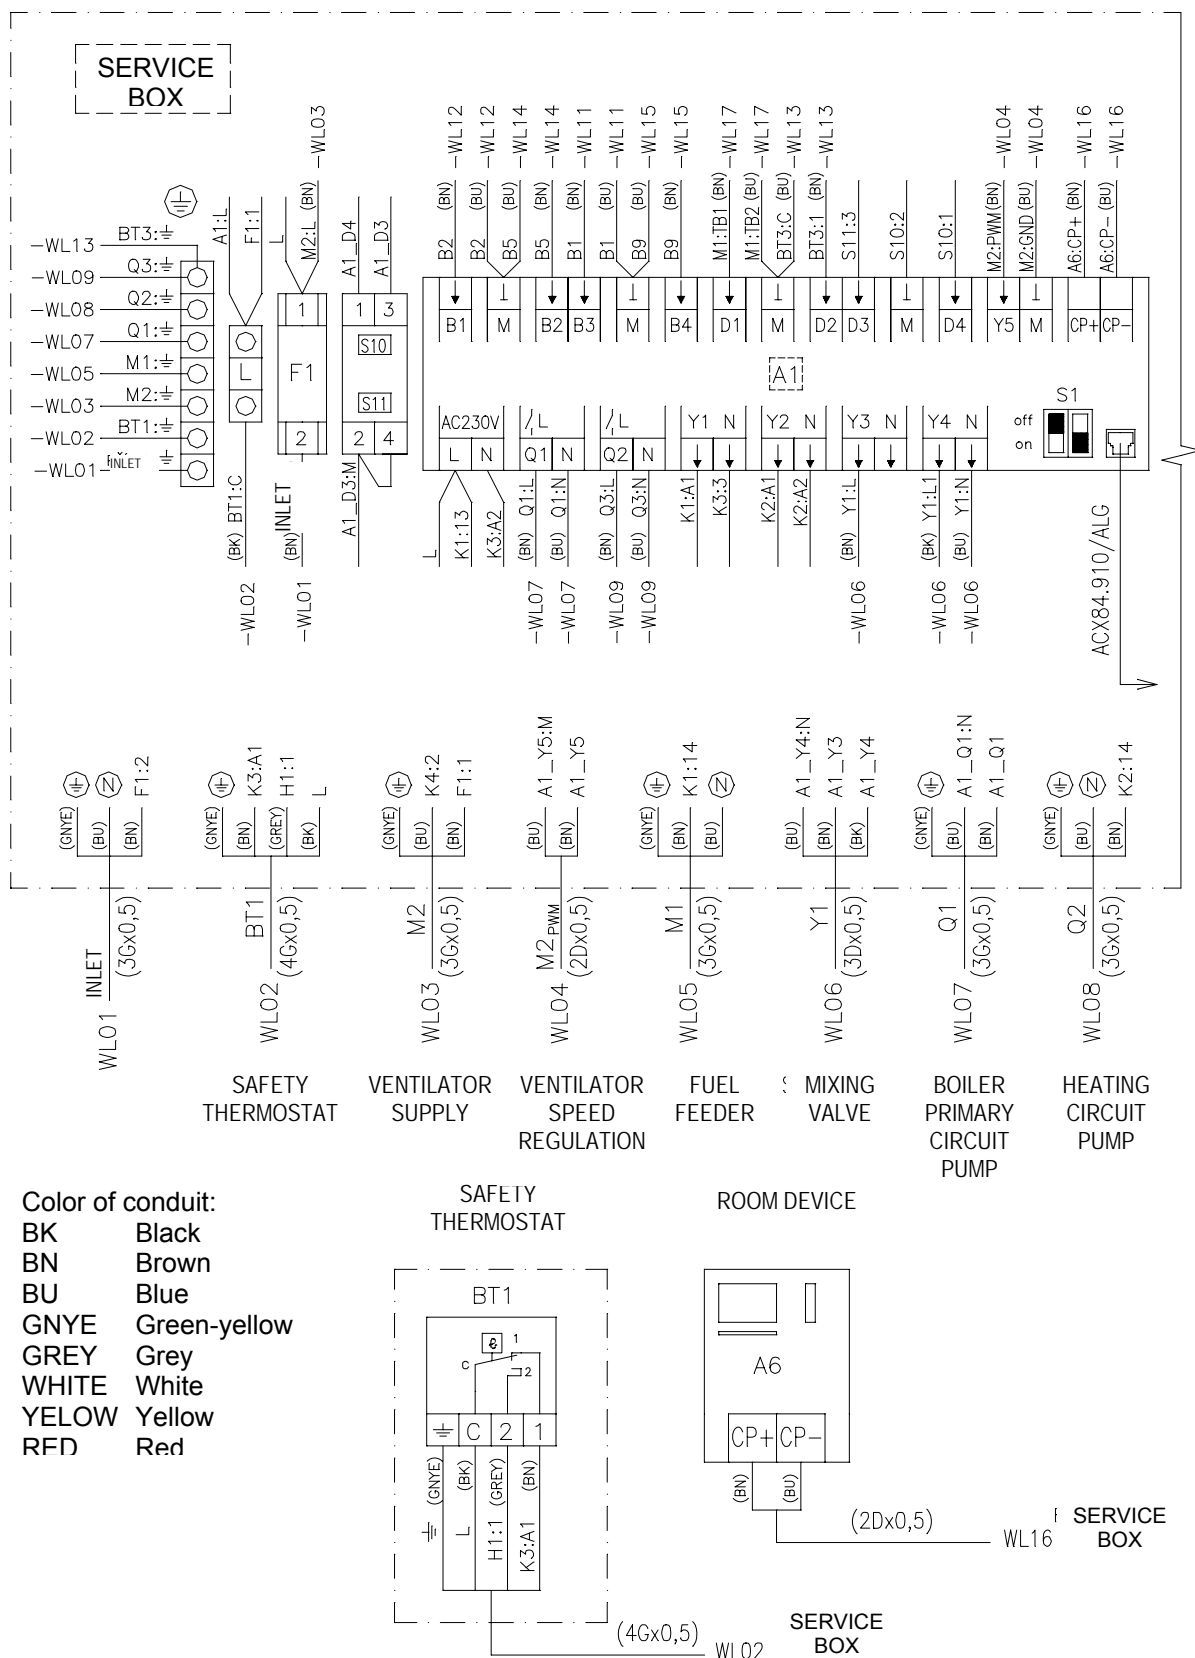 SERVICE
BOX
-WL03
-WL12
-WL12
-WL14
-WL14
-WL11
-WL11
-WL15
-WL15
-WL17
-WL17
-WL13
-WL13
-WL04
-WL04
-WL16
-WL16
A1:L
F1:1
L
M2:L (BN)
A1_D4
A1_D3
B2 (BN)
B2 (BU)
B5 (BU)
B5 (BN)
B1 (BN)
B1 (BU)
B9 (BU)
B9 (BN)
M1:TB1 (BN)
M1:TB2 (BU)
BT3:C (BU)
BT3:1 (BN)
S11:3
S10:2
S10:1
M2:PWM(BN)
M2:GND (BU)
A6:CP+ (BN)
A6:CP- (BU)
-WL13 BT3:
-WL09 Q3:
-WL08 Q2:
-WL07 Q1:
-WL05 M1:
-WL03 M2:
-WL02 BT1:
-WL01 INLET
L
1
F1
2
1 3
S10
S11
2 4
B1 M B2 B3 M B4 D1 M D2 D3 M D4 Y5 M CP+ CP-
A1
S1
off
on
AC230V L L Y1 N Y2 N Y3 N Y4 N
L N Q1 N Q2 N
(BK) BT1:C
-WL02
INLET
(BN)
-WL01
A1_D3:M
L
K1:13
K3:A2
(BN) Q1:L
(BU) Q1:N
(BN) Q3:L
(BU) Q3:N
K1:A1
K3:3
K2:A1
K2:A2
(BN) Y1:L
(BK) Y1:L1
(BU) Y1:N
-WL07
-WL07
-WL09
-WL09
-WL06
-WL06
-WL06
ACX84.910/ALG
N F1:2
(GNYE) (BU) (BN)
K3:A1 H1:1 L
(GNYE) (BN) (GREY) (BK)
K4:2 F1:1
(GNYE) (BU) (BN)
A1_Y5:M A1_Y5
(BU) (BN)
K1:14 N
(GNYE) (BN) (BU)
A1_Y4:N A1_Y3 A1_Y4
(BU) (BN) (BK)
A1_Q1:N A1_Q1
(GNYE) (BU) (BN)
N K2:14
(GNYE) (BU) (BN)
WL01 INLET (3Gx0,5)
WL02 BT1 (4Gx0,5)
WL03 M2 (3Gx0,5)
WL04 M2 PWM (2Dx0,5)
WL05 M1 (3Gx0,5)
WL06 Y1 (3Dx0,5)
WL07 Q1 (3Gx0,5)
WL08 Q2 (3Gx0,5)
SAFETY
THERMOSTAT
VENTILATOR
SUPPLY
VENTILATOR
SPEED
REGULATION
FUEL
FEEDER
MIXING
VALVE
BOILER
PRIMARY
CIRCUIT
PUMP
HEATING
CIRCUIT
PUMP
Color of conduit:
BK Black
BN Brown
BU Blue
GNYE Green-yellow
GREY Grey
WHITE White
YELOW Yellow
RED Red
SAFETY
THERMOSTAT
BT1
1
C
2
C 2 1
(GNYE) (BK) (GREY) (BN)
L H1:1 K3:A1
(4Gx0,5)
WL02
SERVICE
BOX
ROOM DEVICE
A6
CP+ CP-
(BN) (BU)
(2Dx0,5)
WL16
SERVICE
BOX